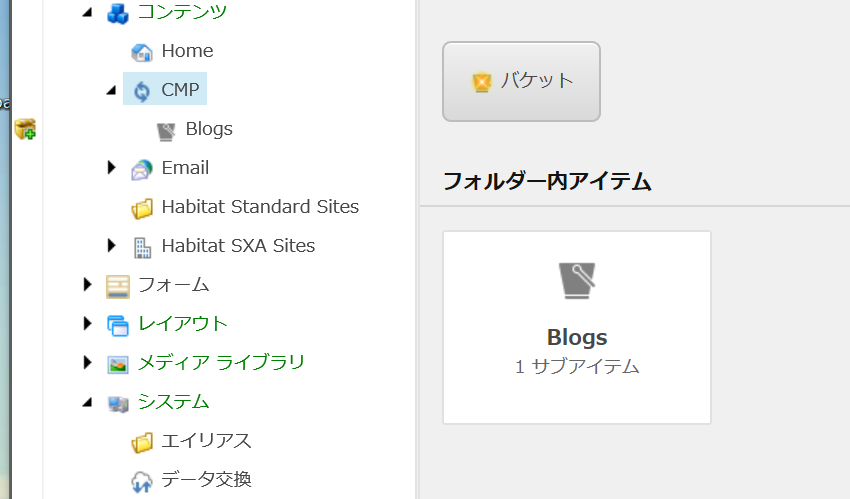 コンテンツ
Home
CMP
Blogs
Email
Habitat Standard Sites
Habitat SXA Sites
フォーム
レイアウト
メディア ライブラリ
システム
エイリアス
データ交換
バケット
フォルダー内アイテム
Blogs
1 サブアイテム